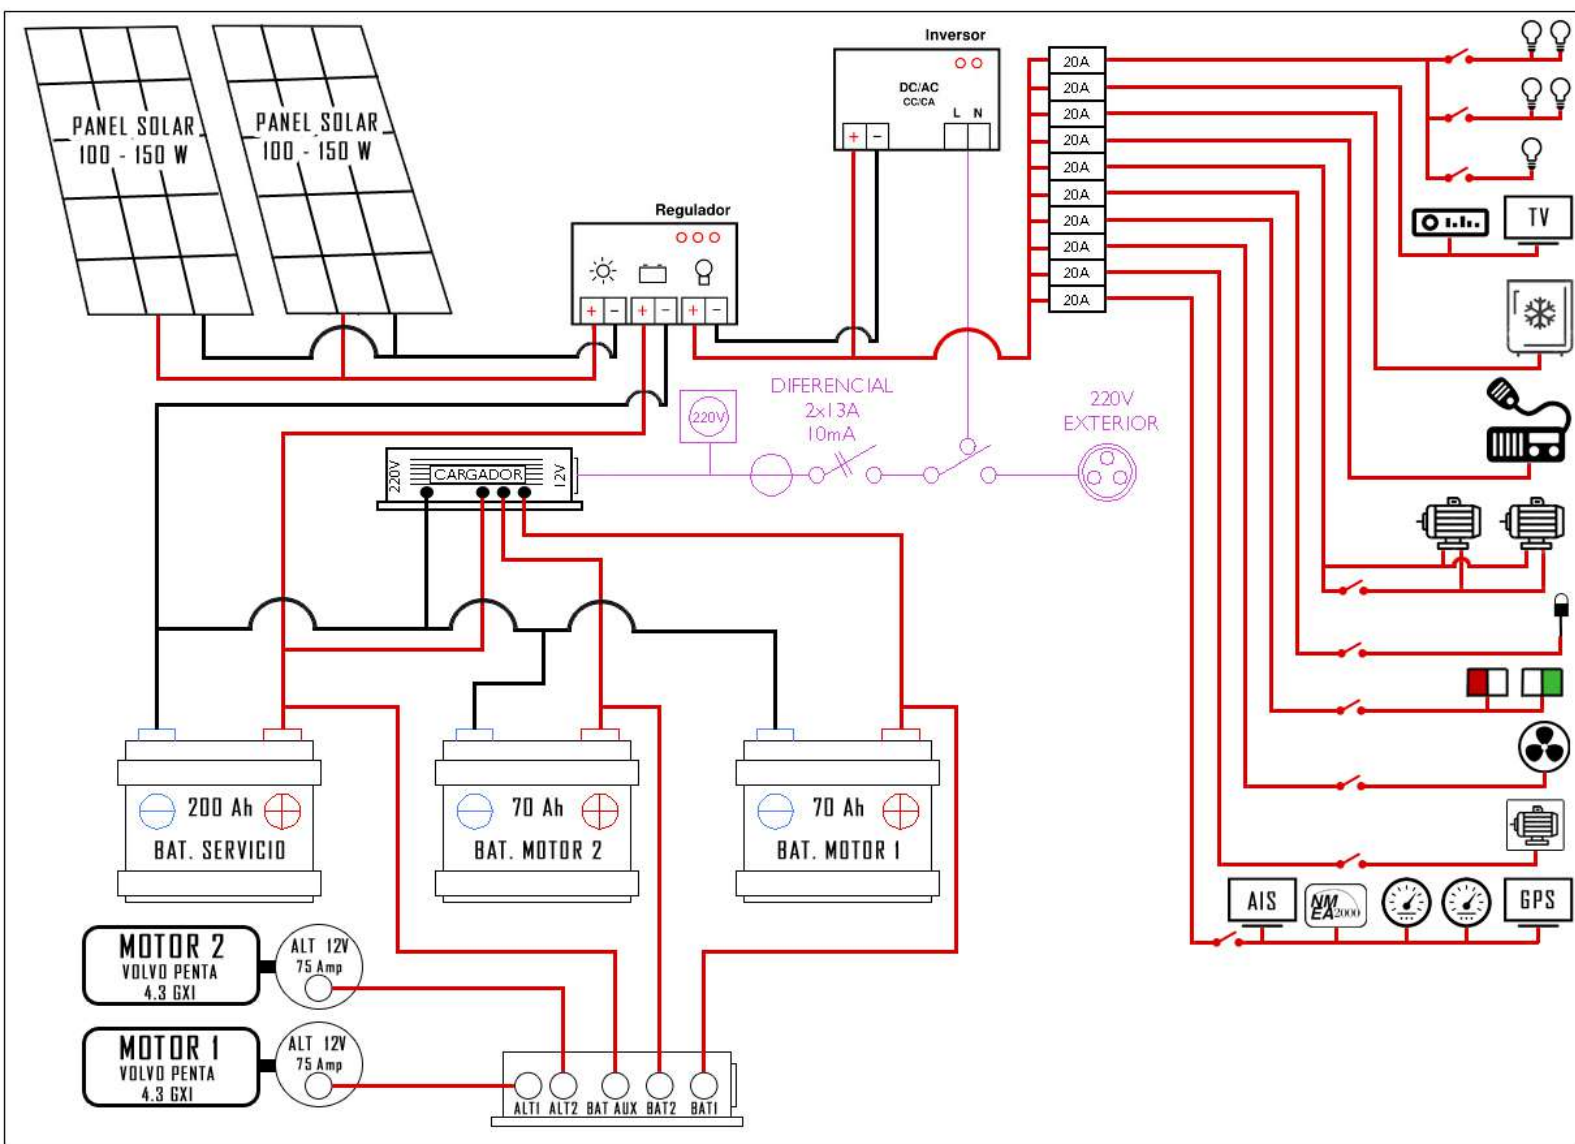 Inversor
DC/AC
CC/CA
L N
+ −
PANEL SOLAR
100 - 150 W
PANEL SOLAR
100 - 150 W
Regulador
+ − + − + −
20A
20A
20A
20A
20A
20A
20A
20A
20A
20A
TV
DIFERENCIAL
2x13A
10mA
220V
220V
EXTERIOR
220V
CARGADOR
12V
200 Ah
BAT. SERVICIO
70 Ah
BAT. MOTOR 2
70 Ah
BAT. MOTOR 1
AIS
NM
EA2000
GPS
MOTOR 2
VOLVO PENTA
4.3 GXI
ALT 12V
75 Amp
MOTOR 1
VOLVO PENTA
4.3 GXI
ALT 12V
75 Amp
ALT1 ALT2 BAT AUX BAT2 BAT1